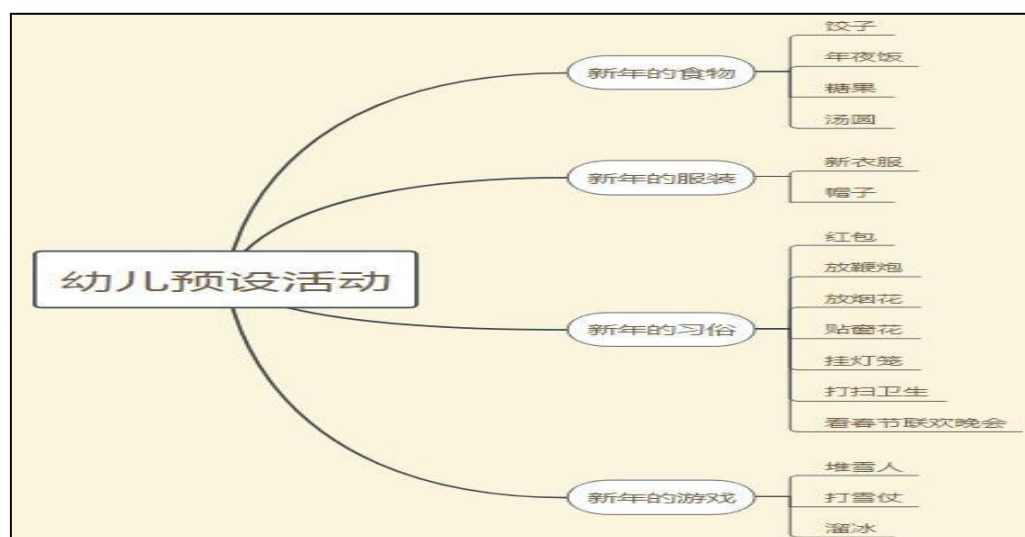 幼儿预设活动
新年的食物
饺子
年夜饭
糖果
汤圆
新年的服装
新衣服
帽子
新年的习俗
红包
放鞭炮
放烟花
贴窗花
挂灯笼
打扫卫生
看春节联欢晚会
新年的游戏
堆雪人
打雪仗
溜冰